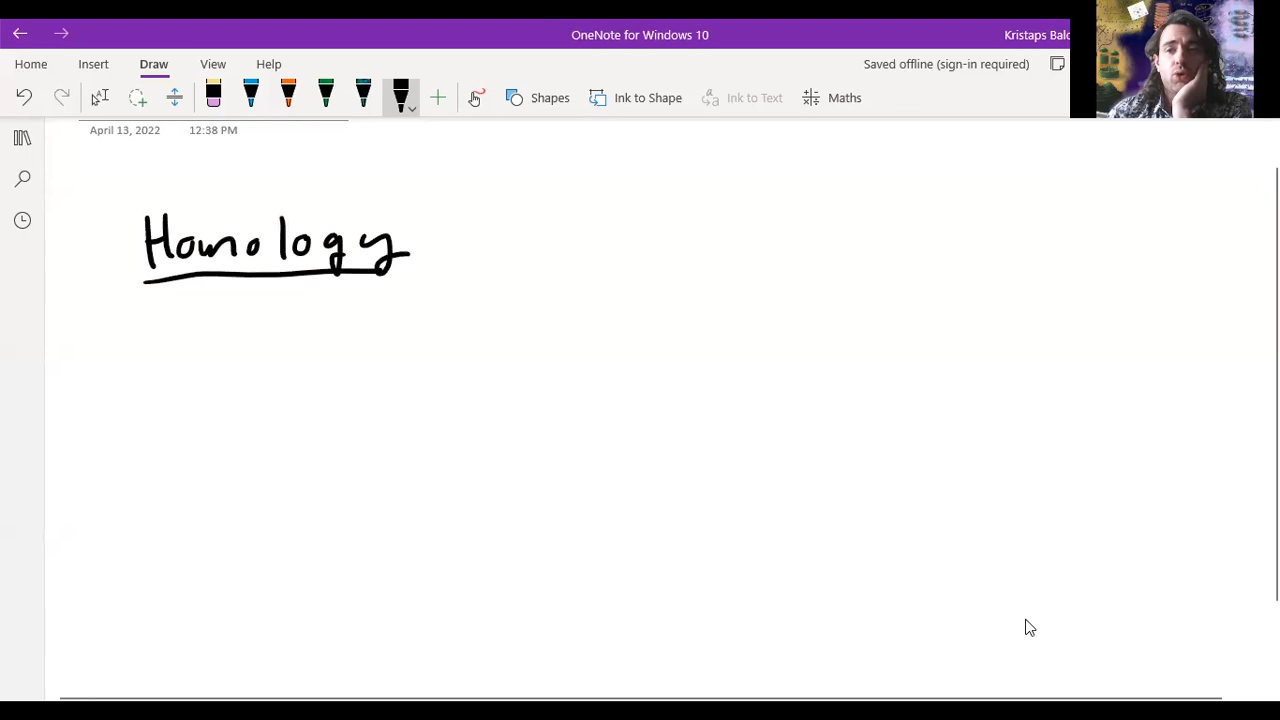 OneNote for Windows 10
Kristaps Balo
Home Insert Draw View Help
Saved offline (sign-in required)
Shapes Ink to Shape Ink to Text Maths
April 13, 2022 12:38 PM
Homology